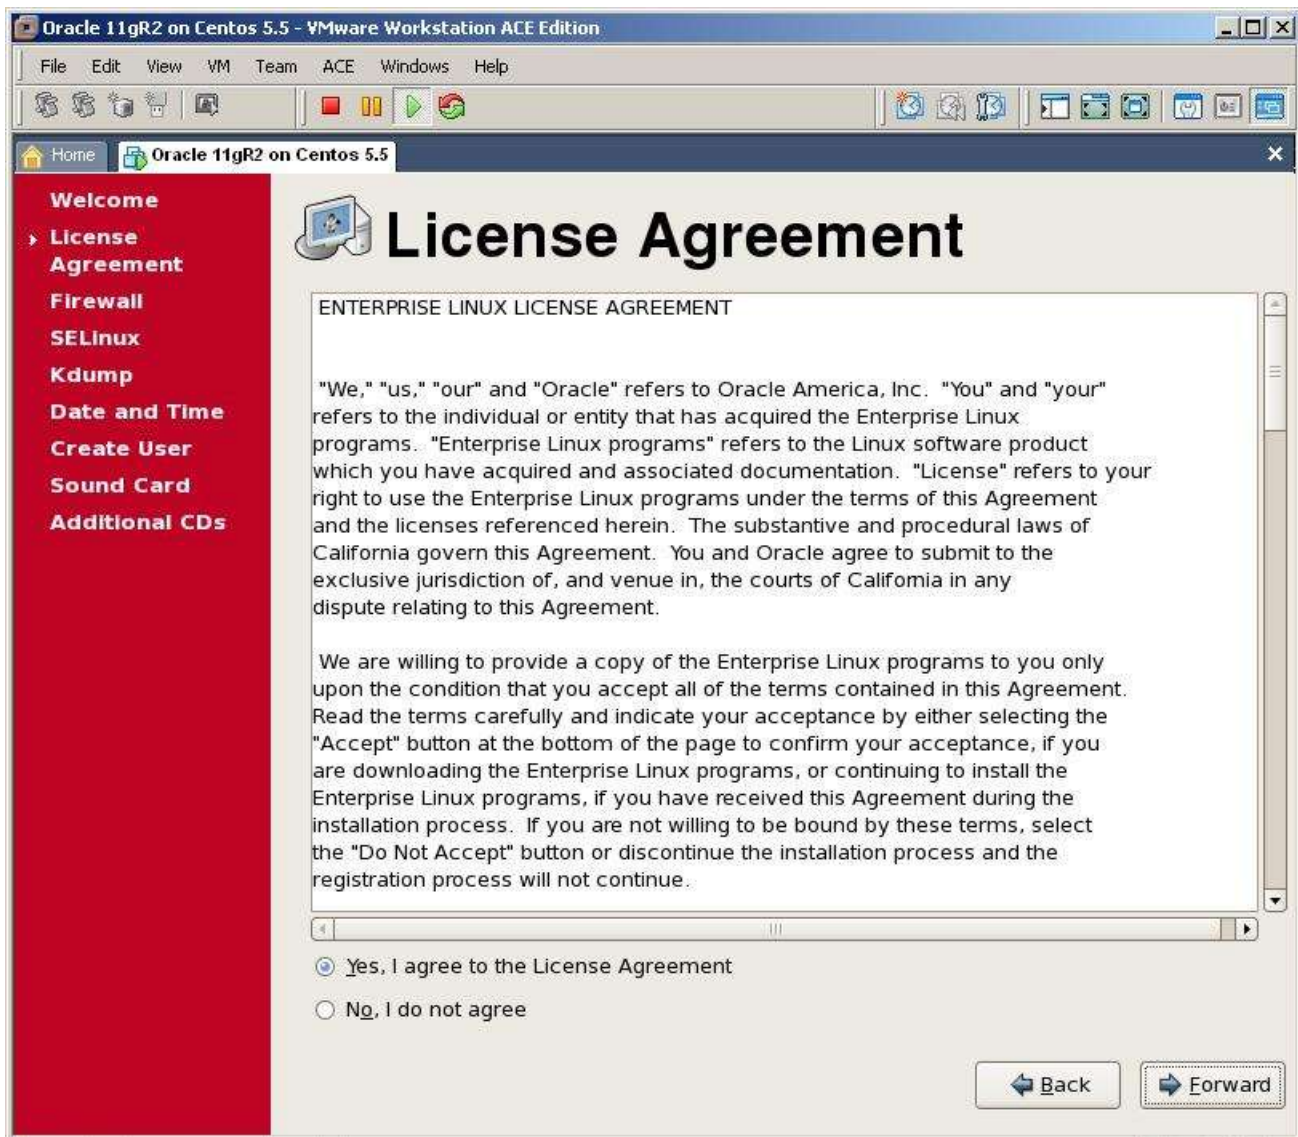 Oracle 11gR2 on Centos 5.5 - VMware Workstation ACE Edition
File Edit View VM Team ACE Windows Help
Home Oracle 11gR2 on Centos 5.5
Welcome
License
Agreement
Firewall
SELinux
Kdump
Date and Time
Create User
Sound Card
Additional CDs
License Agreement
ENTERPRISE LINUX LICENSE AGREEMENT
"We," "us," "our" and "Oracle" refers to Oracle America, Inc.  "You" and "your"
refers to the individual or entity that has acquired the Enterprise Linux
programs.  "Enterprise Linux programs" refers to the Linux software product
which you have acquired and associated documentation.  "License" refers to your
right to use the Enterprise Linux programs under the terms of this Agreement
and the licenses referenced herein.  The substantive and procedural laws of
California govern this Agreement.  You and Oracle agree to submit to the
exclusive jurisdiction of, and venue in, the courts of California in any
dispute relating to this Agreement.
We are willing to provide a copy of the Enterprise Linux programs to you only
upon the condition that you accept all of the terms contained in this Agreement.
Read the terms carefully and indicate your acceptance by either selecting the
"Accept" button at the bottom of the page to confirm your acceptance, if you
are downloading the Enterprise Linux programs, or continuing to install the
Enterprise Linux programs, if you have received this Agreement during the
installation process.  If you are not willing to be bound by these terms, select
the "Do Not Accept" button or discontinue the installation process and the
registration process will not continue.
Yes, I agree to the License Agreement
No, I do not agree
Back Forward